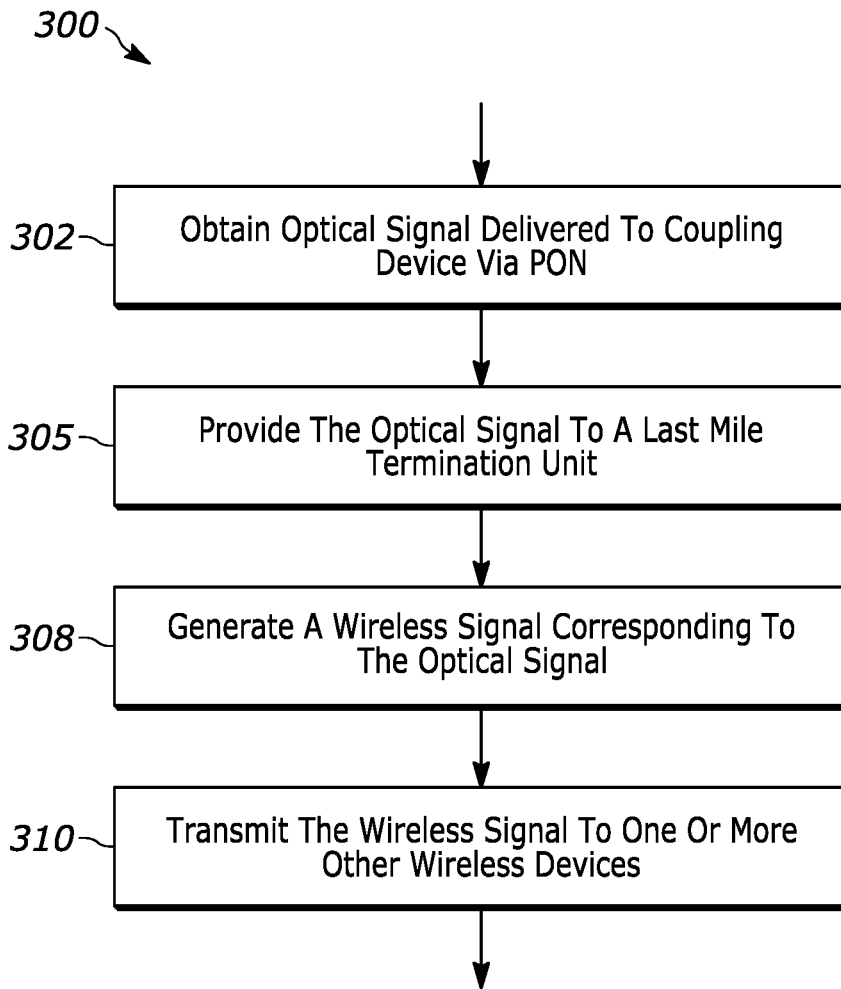 300
302
Obtain Optical Signal Delivered To Coupling
Device Via PON
305
Provide The Optical Signal To A Last Mile
Termination Unit
308
Generate A Wireless Signal Corresponding To
The Optical Signal
310
Transmit The Wireless Signal To One Or More
Other Wireless Devices